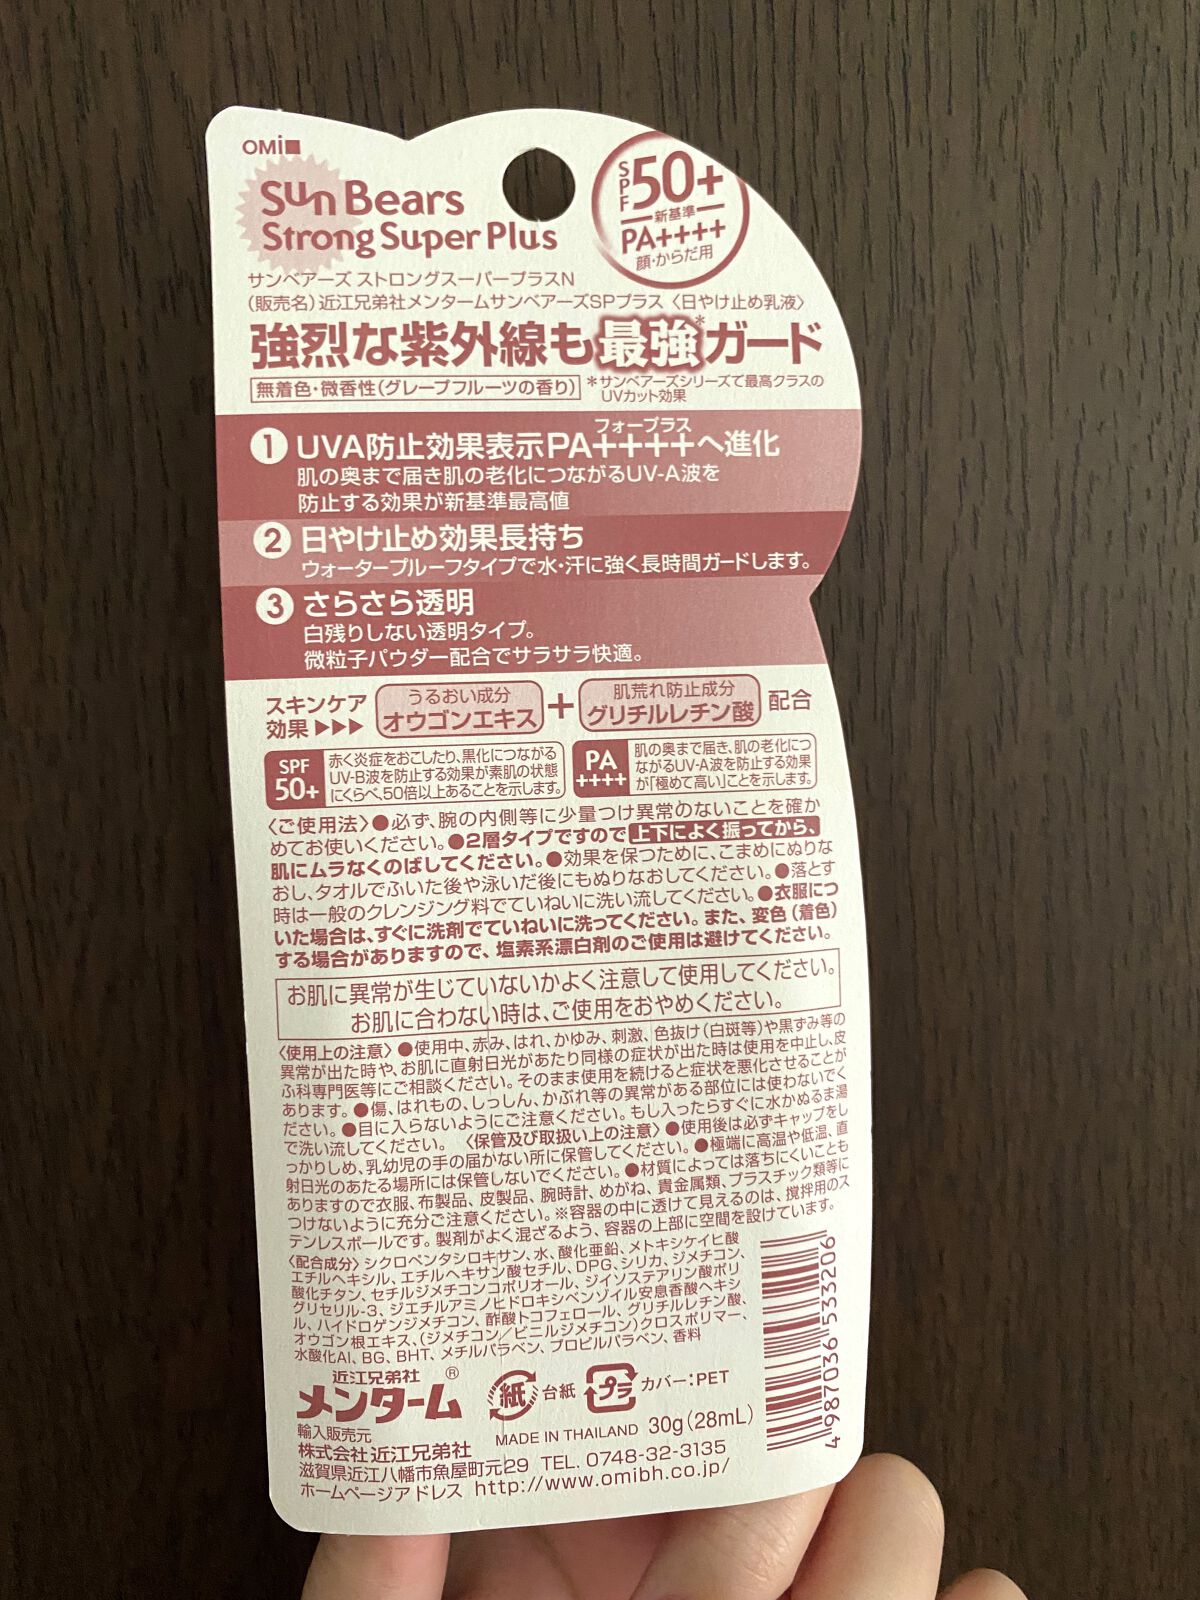 OMI
Sun Bears
Strong Super Plus
SPF 50+
新基準
PA++++
顔・からだ用
サンベアーズ ストロングスーパープラスN
(販売名)近江兄弟社メンタームサンベアーズSPプラス〈日やけ止め乳液〉
強烈な紫外線も最強*ガード
無着色・微香性(グレープフルーツの香り)
*サンベアーズシリーズで最高クラスの
UVカット効果
フォープラス
1 UVA防止効果表示PA++++へ進化
肌の奥まで届き肌の老化につながるUV-A波を
防止する効果が新基準最高値
2 日やけ止め効果長持ち
ウォータープルーフタイプで水・汗に強く長時間ガードします。
3 さらさら透明
白残りしない透明タイプ。
微粒子パウダー配合でサラサラ快適。
スキンケア
効果▶▶▶
うるおい成分
オウゴンエキス
+
肌荒れ防止成分
グリチルレチン酸
配合
SPF
50+
赤く炎症をおこしたり、黒化につながる
UV-B波を防止する効果が素肌の状態
にくらべ、50倍以上あることを示します。
PA
++++
肌の奥まで届き、肌の老化につ
ながるUV-A波を防止する効果
が「極めて高い」ことを示します。
〈ご使用法〉●必ず、腕の内側等に少量つけ異常のないことを確か
めてお使いください。●2層タイプですので上下によく振ってから、
肌にムラなくのばしてください。●効果を保つために、こまめにぬりな
おし、タオルでふいた後や泳いだ後にもぬりなおしてください。●落とす
時は一般のクレンジング料でていねいに洗い流してください。●衣服につ
いた場合は、すぐに洗剤でていねいに洗ってください。また、変色(着色)
する場合がありますので、塩素系漂白剤のご使用は避けてください。
お肌に異常が生じていないかよく注意して使用してください。
お肌に合わない時は、ご使用をおやめください。
〈使用上の注意〉●使用中、赤み、はれ、かゆみ、刺激、色抜け(白斑等)や黒ずみ等の
異常が出た時や、お肌に直射日光があたり同様の症状が出た時は使用を中止し、皮
ふ科専門医等にご相談ください。そのまま使用を続けると症状を悪化させることが
あります。●傷、はれもの、しっしん、かぶれ等の異常がある部位には使わないでく
ださい。●目に入らないようにご注意ください。もし入ったらすぐに水かぬるま湯
で洗い流してください。〈保管及び取扱い上の注意〉●使用後は必ずキャップをし
っかりしめ、乳幼児の手の届かない所に保管してください。●極端に高温や低温、直
射日光のあたる場所には保管しないでください。●材質によっては落ちにくいことも
ありますので衣服、布製品、皮製品、腕時計、めがね、貴金属類、プラスチック類等に
つけないように充分ご注意ください。※容器の中に透けて見えるのは、撹拌用のス
テンレスボールです。製剤がよく混ざるよう、容器の上部に空間を設けています。
〈配合成分〉シクロペンタシロキサン、水、酸化亜鉛、メトキシケイヒ酸
エチルヘキシル、エチルヘキサン酸セチル、DPG、シリカ、ジメチコン、
酸化チタン、セチルジメチコンコポリオール、ジイソステアリン酸ポリ
グリセリル-3、ジエチルアミノヒドロキシベンゾイル安息香酸ヘキシ
ル、ハイドロゲンジメチコン、酢酸トコフェロール、グリチルレチン酸、
オウゴン根エキス、(ジメチコン/ビニルジメチコン)クロスポリマー、
水酸化Al、BG、BHT、メチルパラベン、プロピルパラベン、香料
近江兄弟社
メンターム®
紙 台紙
プラ カバー:PET
輸入販売元
MADE IN THAILAND 30g(28mL)
株式会社近江兄弟社
滋賀県近江八幡市魚屋町元29 TEL. 0748-32-3135
ホームページアドレス http://www.omibh.co.jp/
4 987036 533206